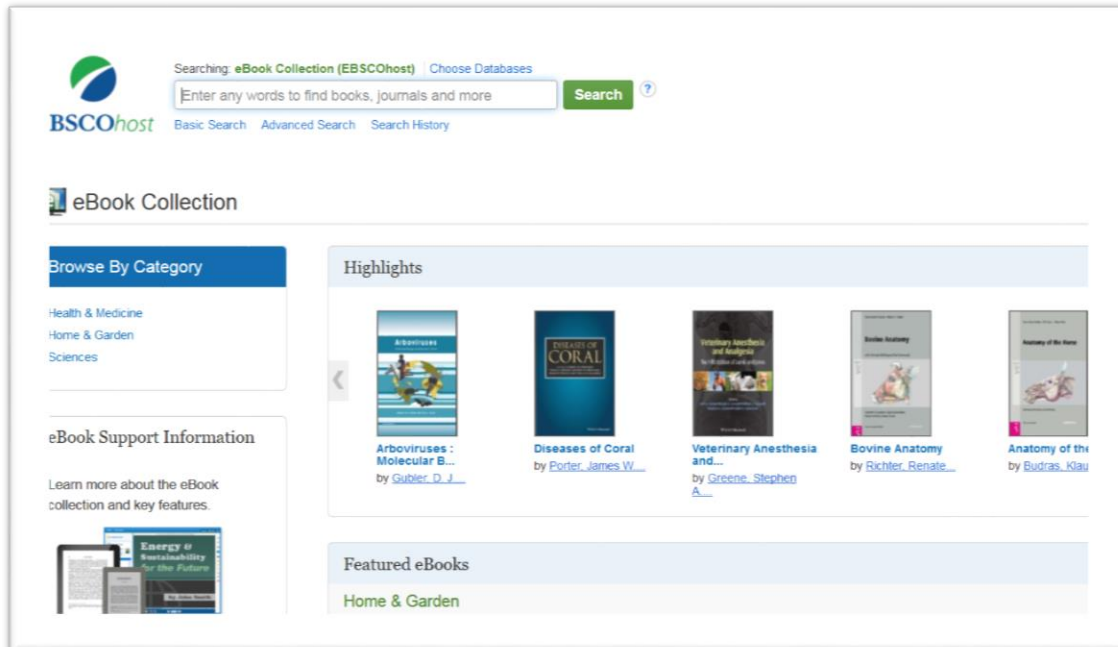 Searching: eBook Collection (EBSCOhost) Choose Databases
Enter any words to find books, journals and more
Search
?
BSCOhost
Basic Search Advanced Search Search History
eBook Collection
Browse By Category
Health & Medicine
Home & Garden
Sciences
eBook Support Information
Learn more about the eBook
collection and key features.
Energy &
Sustainability
for the Future
Highlights
Arboviruses
DISEASES OF
CORAL
Veterinary Anesthesia
and Analgesia
Bovine Anatomy
Anatomy of the Horse
Arboviruses :
Molecular B...
by Gubler, D. J....
Diseases of Coral
by Porter, James W....
Veterinary Anesthesia
and...
by Greene, Stephen
A....
Bovine Anatomy
by Richter, Renate...
Anatomy of the
by Budras, Klau
Featured eBooks
Home & Garden